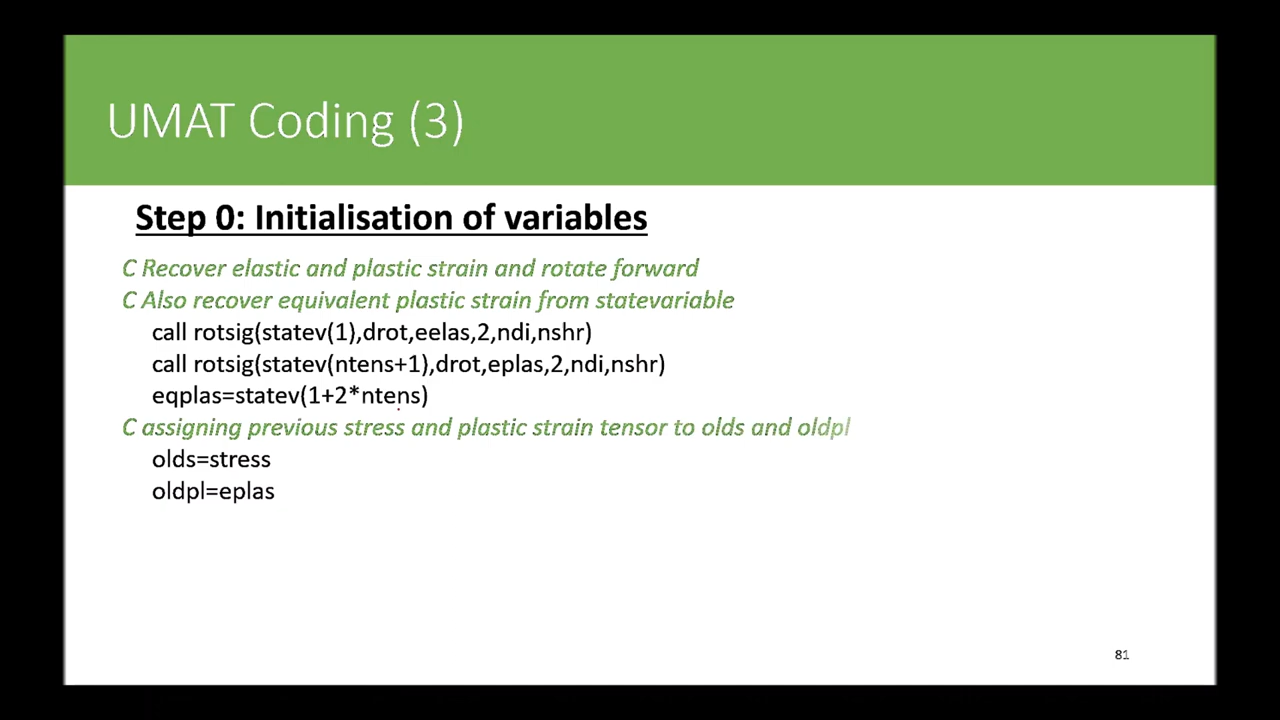 UMAT Coding (3)
Step 0: Initialisation of variables
C Recover elastic and plastic strain and rotate forward
C Also recover equivalent plastic strain from statevariable
call rotsig(statev(1),drot,eelas,2,ndi,nshr)
call rotsig(statev(ntens+1),drot,eplas,2,ndi,nshr)
eqplas=statev(1+2*ntens)
C assigning previous stress and plastic strain tensor to olds and oldpl
olds=stress
oldpl=eplas
81